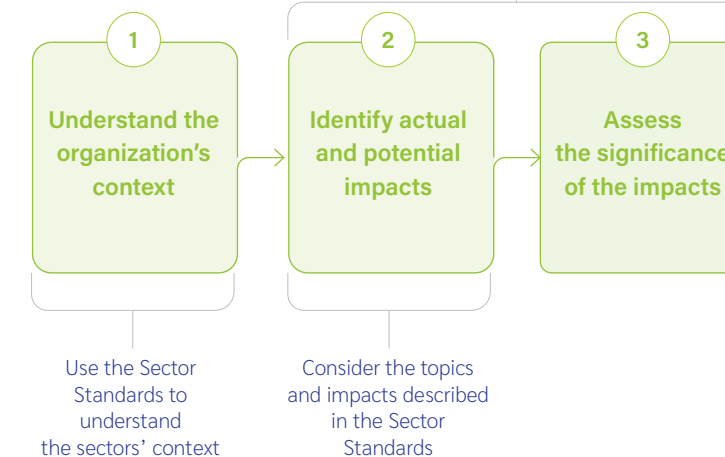 1
Understand the
organization's
context
2
Identify actual
and potential
impacts
3
Assess
the significance
of the impacts
Use the Sector
Standards to
understand
the sectors' context
Consider the topics
and impacts described
in the Sector
Standards